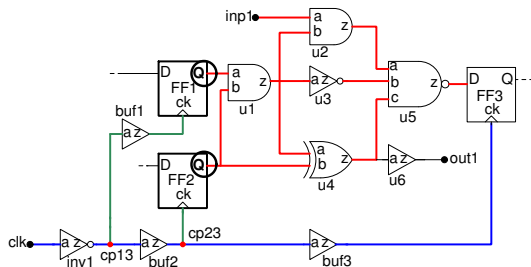 inp1
a
b
z
u2
D
Q
FF1
ck
a
b
z
u1
a
z
u3
a
b
c
z
u5
D
Q
FF3
ck
buf1
a z
D
Q
FF2
ck
a
b
z
u4
a z
u6
out1
clk
a z
inv1
cp13
a z
buf2
cp23
a z
buf3